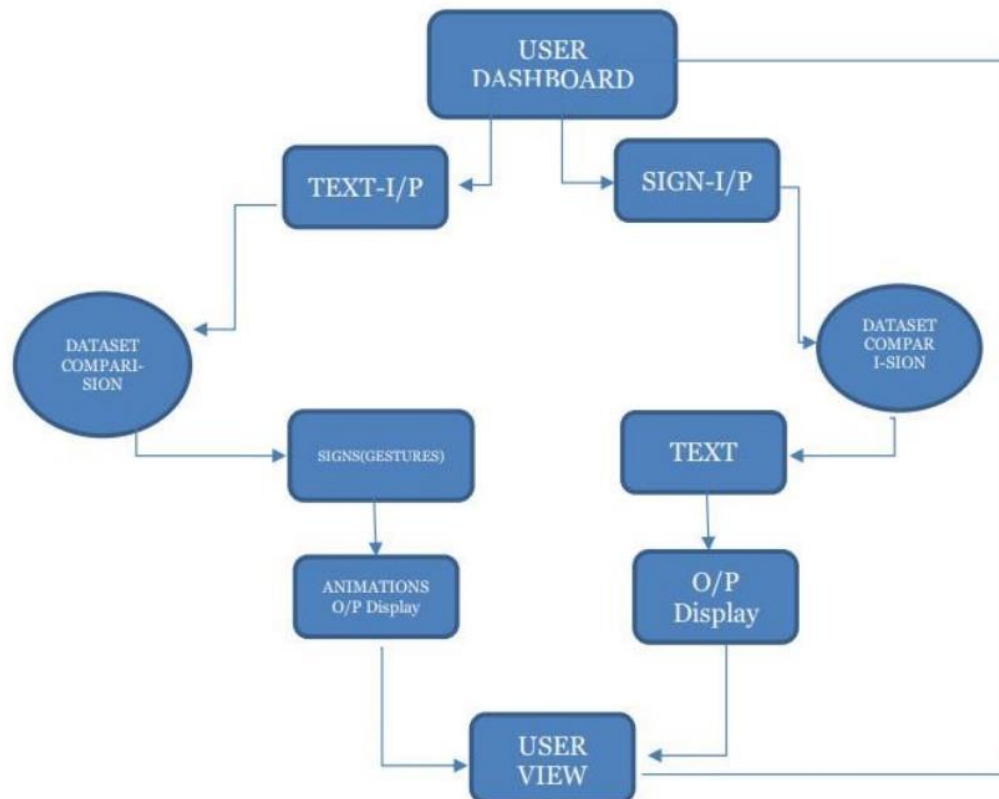 USER
DASHBOARD
TEXT-I/P
SIGN-I/P
DATASET
COMPARI-
SION
DATASET
COMPAR
I-SION
SIGNS(GESTURES)
TEXT
ANIMATIONS
O/P Display
O/P
Display
USER
VIEW